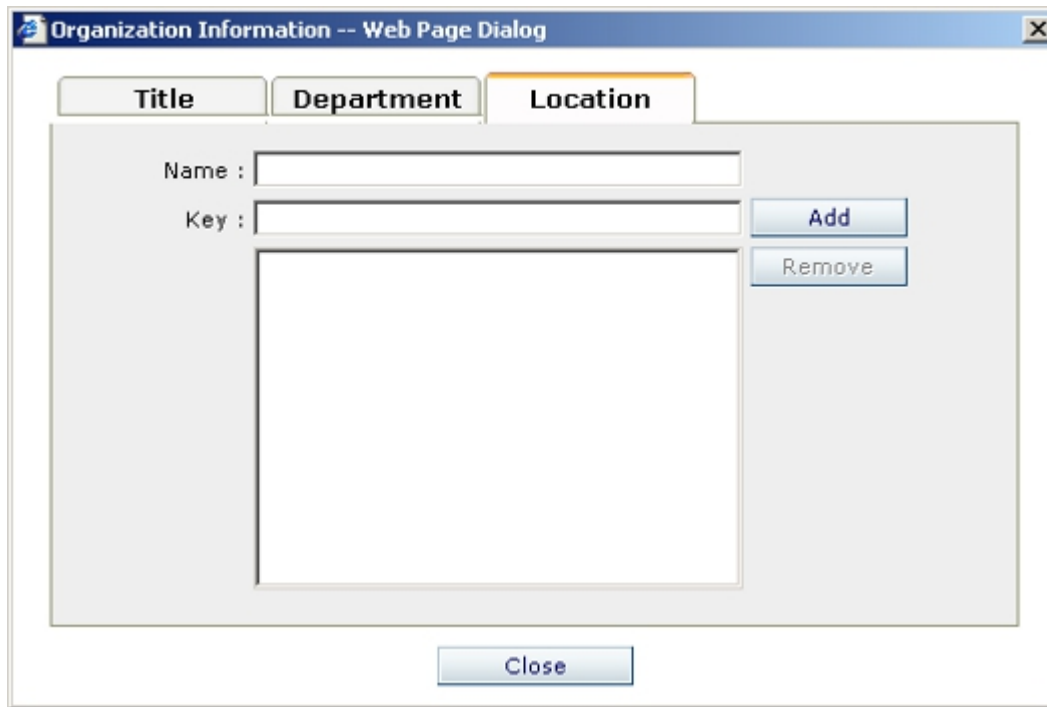 Organization Information -- Web Page Dialog
Title Department Location
Name :
Key : Add
Remove
Close